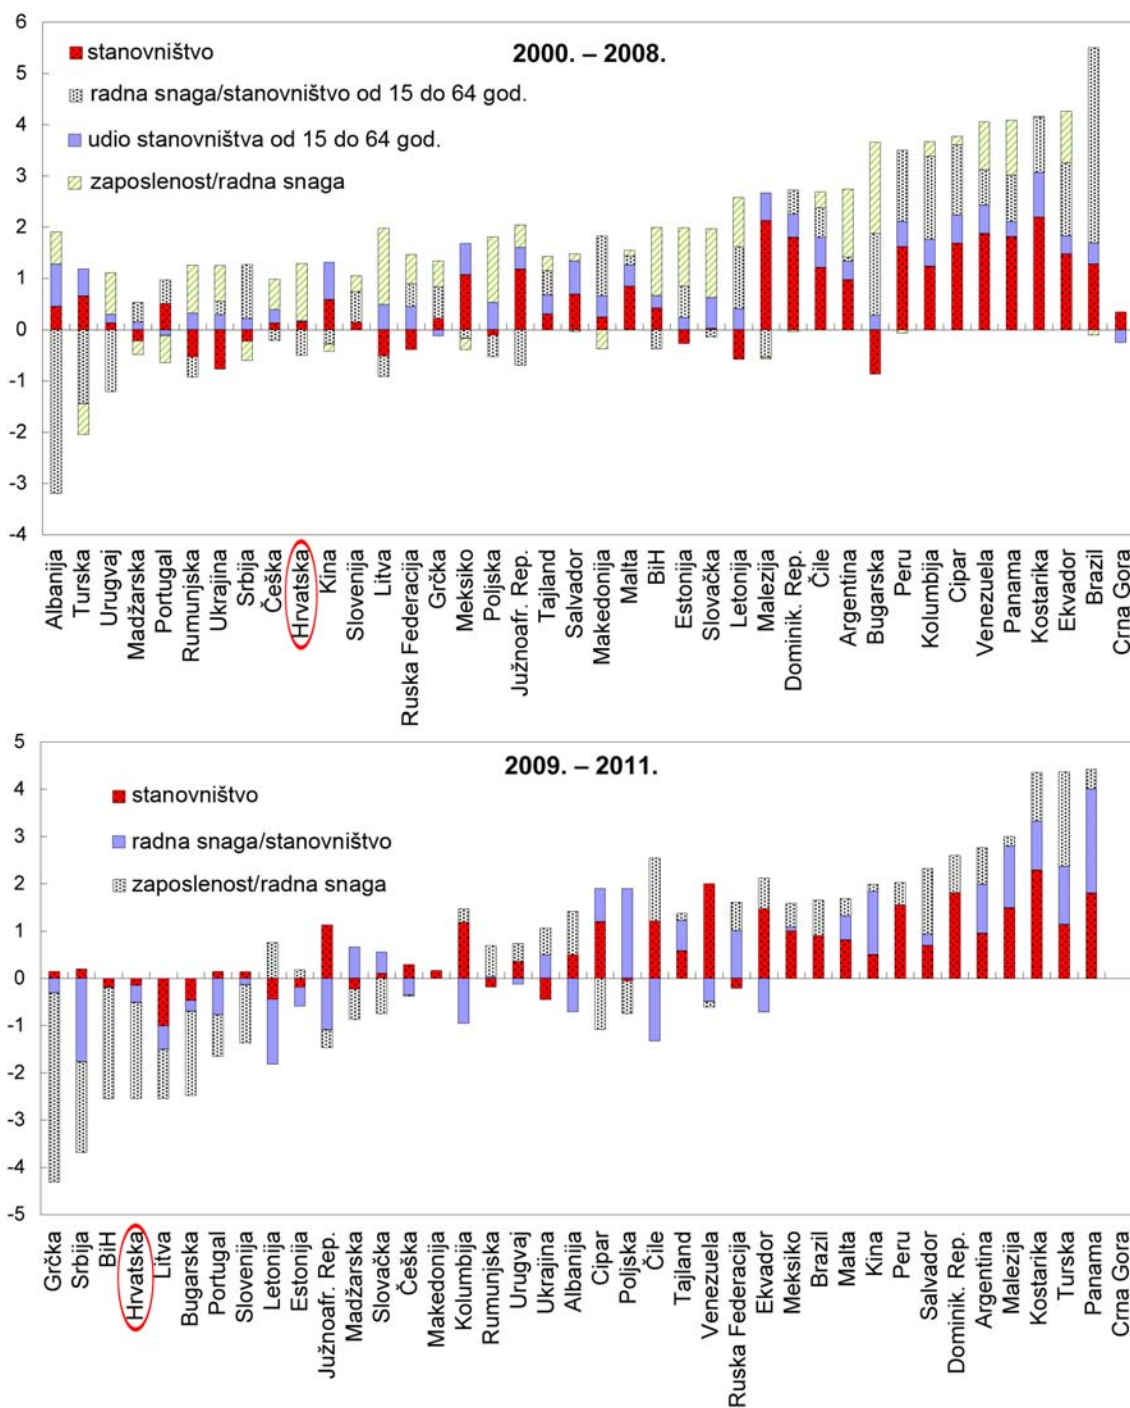 6
5
4
3
2
1
0
-1
-2
-3
-4
2000. – 2008.
stanovništvo
radna snaga/stanovništvo od 15 do 64 god.
udio stanovništva od 15 do 64 god.
zaposlenost/radna snaga
Albanija
Turska
Urugvaj
Madžarska
Portugal
Rumunjska
Ukrajina
Srbija
Češka
Hrvatska
Kina
Slovenija
Litva
Ruska Federacija
Grčka
Meksiko
Poljska
Južnoafr. Rep.
Tajland
Salvador
Makedonija
Malta
BiH
Estonija
Slovačka
Letonija
Malezija
Dominik. Rep.
Čile
Argentina
Bugarska
Peru
Kolumbija
Cipar
Venezuela
Panama
Kostarika
Ekvador
Brazil
Crna Gora
5
4
3
2
1
0
-1
-2
-3
-4
-5
2009. – 2011.
stanovništvo
radna snaga/stanovništvo
zaposlenost/radna snaga
Grčka
Srbija
BiH
Hrvatska
Litva
Bugarska
Portugal
Slovenija
Letonija
Estonija
Južnoafr. Rep.
Madžarska
Slovačka
Češka
Makedonija
Kolumbija
Rumunjska
Urugvaj
Ukrajina
Albanija
Cipar
Poljska
Čile
Tajland
Venezuela
Ruska Federacija
Ekvador
Meksiko
Brazil
Malta
Kina
Peru
Salvador
Dominik. Rep.
Argentina
Malezija
Kostarika
Turska
Panama
Crna Gora